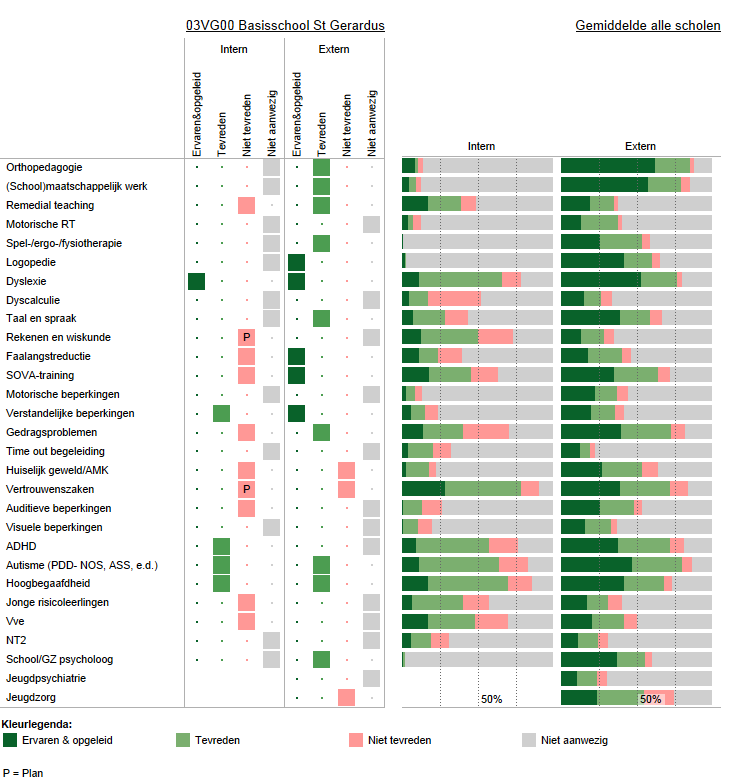 03VG00 Basisschool St Gerardus
Gemiddelde alle scholen
Intern
Extern
Ervaren&opgeleid
Tevreden
Niet tevreden
Niet aanwezig
Ervaren&opgeleid
Tevreden
Niet tevreden
Niet aanwezig
Intern
Extern
Orthopedagogie
(School)maatschappelijk werk
Remedial teaching
Motorische RT
Spel-/ergo-/fysiotherapie
Logopedie
Dyslexie
Dyscalculie
Taal en spraak
Rekenen en wiskunde P
Faalangstreductie
SOVA-training
Motorische beperkingen
Verstandelijke beperkingen
Gedragsproblemen
Time out begeleiding
Huiselijk geweld/AMK
Vertrouwenszaken P
Auditieve beperkingen
Visuele beperkingen
ADHD
Autisme (PDD- NOS, ASS, e.d.)
Hoogbegaafdheid
Jonge risicoleerlingen
Vve
NT2
School/GZ psycholoog
Jeugdpsychiatrie
Jeugdzorg 50% 50%
Kleurlegenda:
Ervaren & opgeleid Tevreden Niet tevreden Niet aanwezig
P = Plan